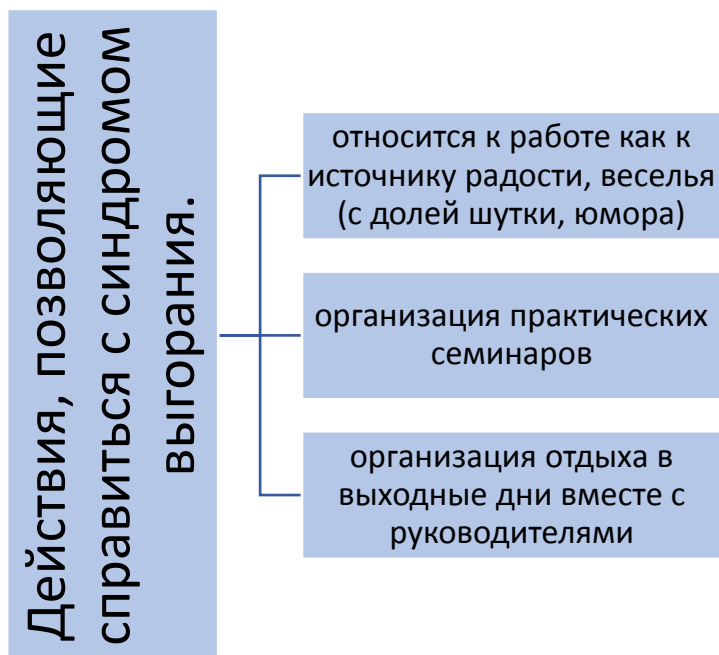 Действия, позволяющие
справиться с синдромом
выгорания.
относится к работе как к
источнику радости, веселья
(с долей шутки, юмора)
организация практических
семинаров
организация отдыха в
выходные дни вместе с
руководителями